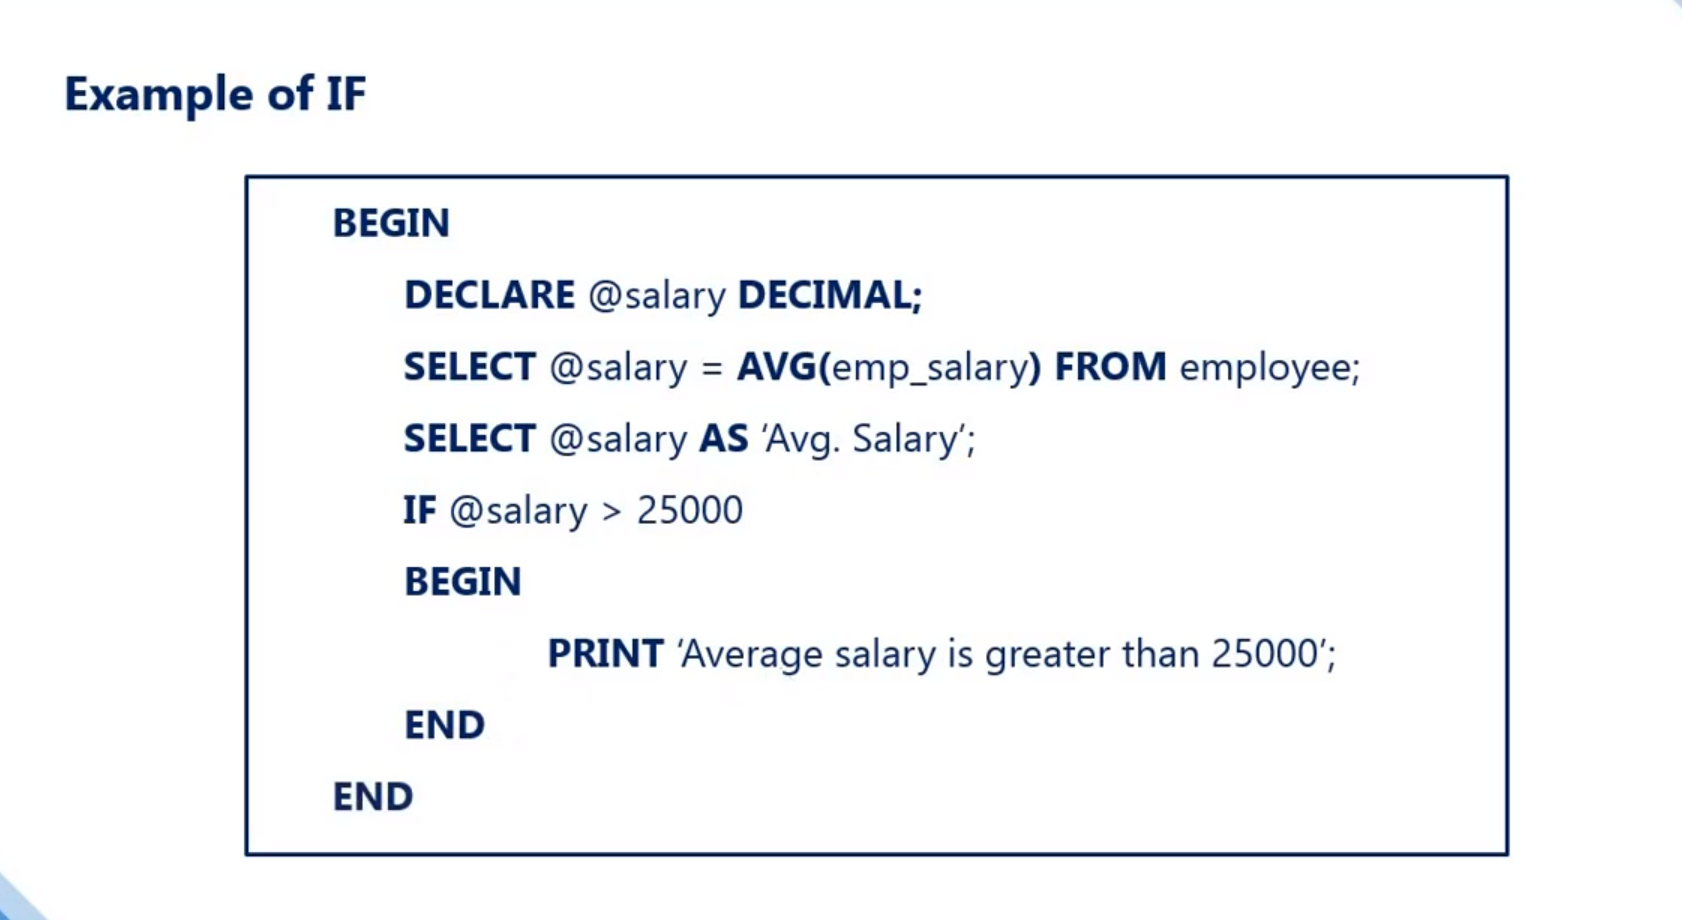 Example of IF
BEGIN
DECLARE @salary DECIMAL;
SELECT @salary = AVG(emp_salary) FROM employee;
SELECT @salary AS ‘Avg. Salary’;
IF @salary > 25000
BEGIN
PRINT ‘Average salary is greater than 25000’;
END
END